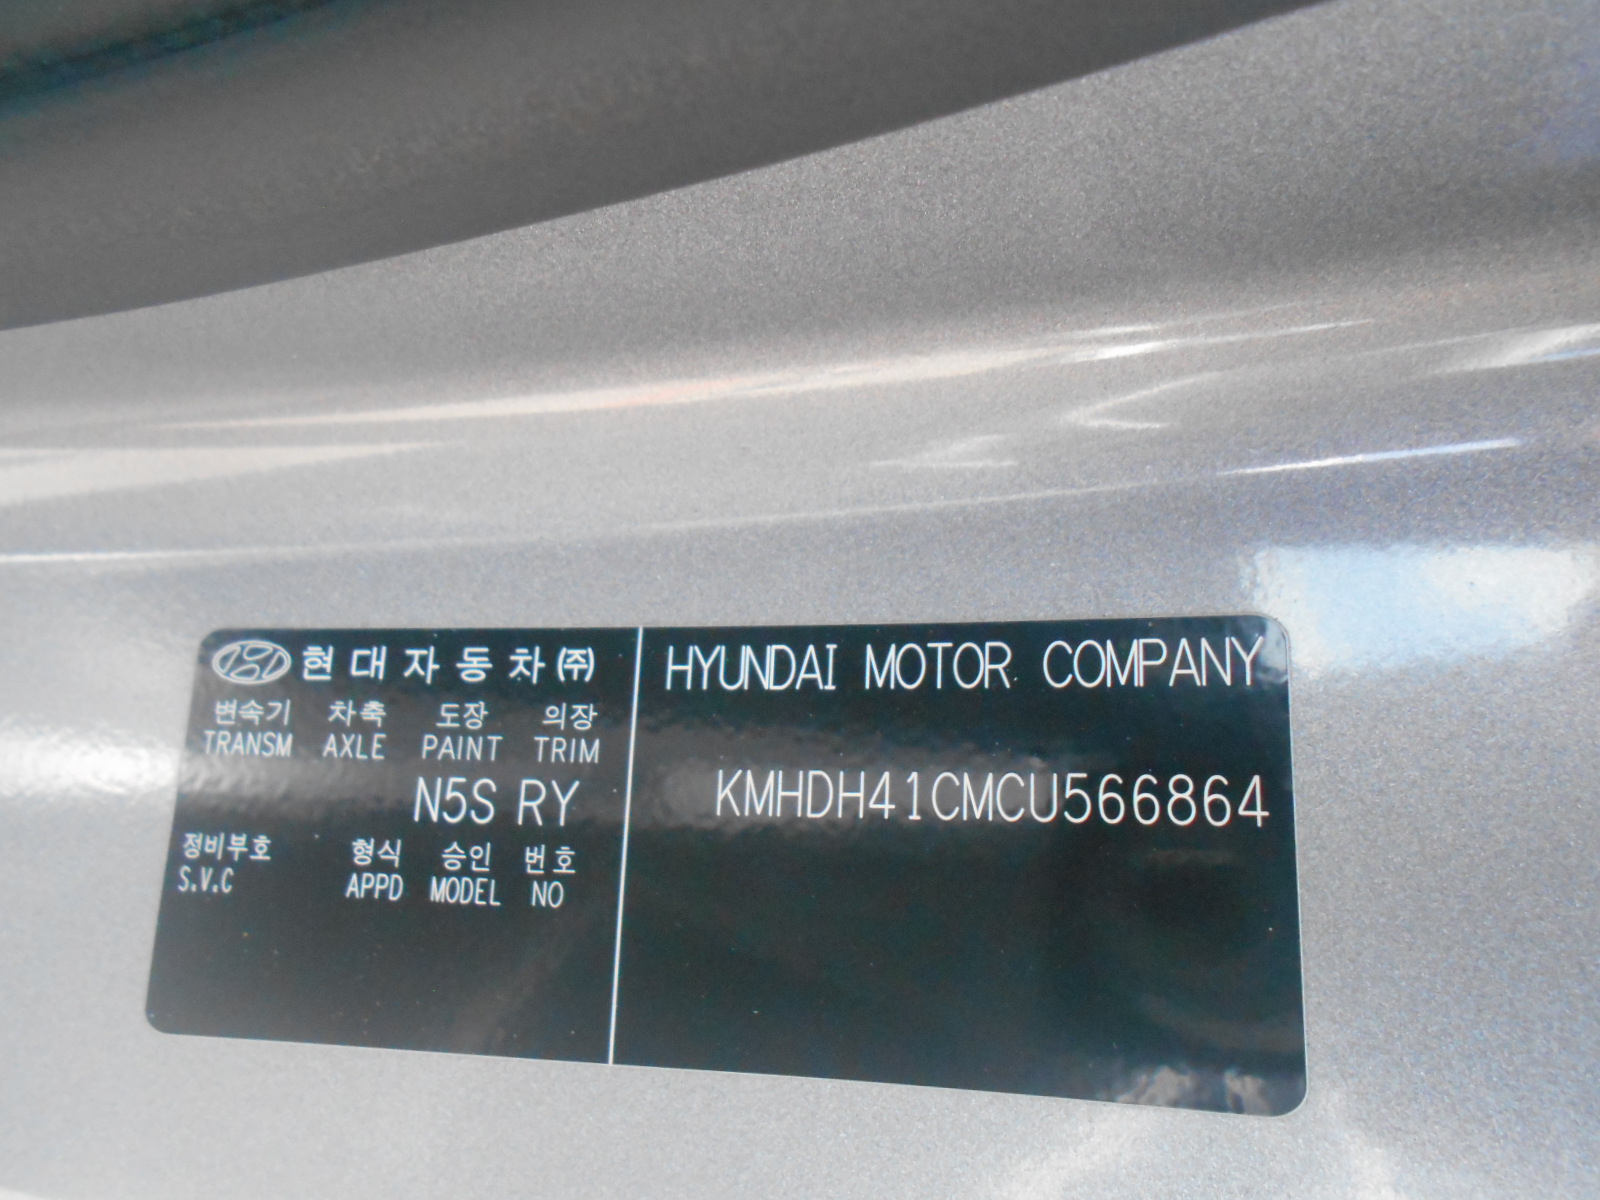 현대자동차(주)
변속기 차축 도장 의장
TRANSM AXLE PAINT TRIM
N5S RY
정비부호 형식 승인 번호
S.V.C APPD MODEL NO
HYUNDAI MOTOR COMPANY
KMHDH41CMCU566864